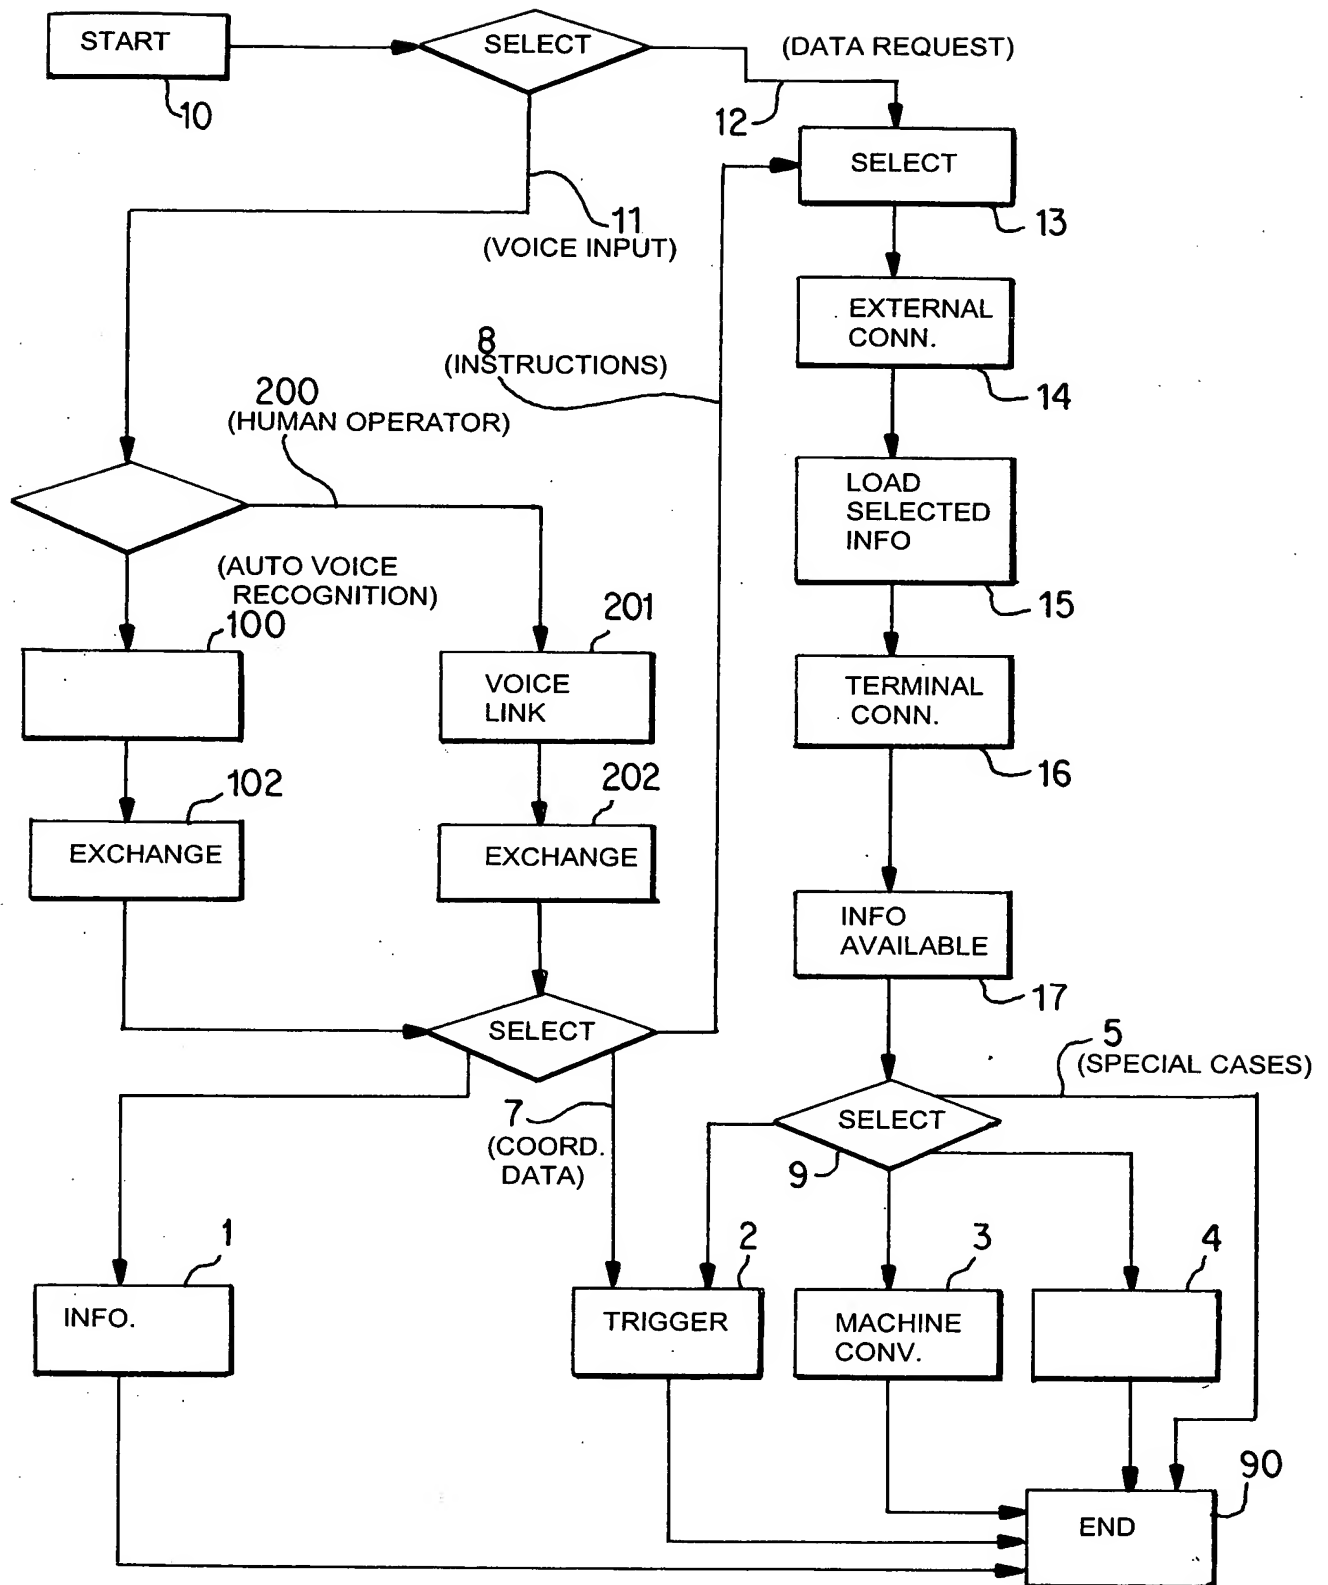 START
SELECT
(DATA REQUEST)
10
12
SELECT
11
(VOICE INPUT)
13
EXTERNAL
CONN.
8
(INSTRUCTIONS)
200
(HUMAN OPERATOR)
14
LOAD
SELECTED
INFO
(AUTO VOICE
RECOGNITION)
15
100
201
VOICE
LINK
TERMINAL
CONN.
16
102
202
EXCHANGE
EXCHANGE
INFO
AVAILABLE
17
SELECT
5
(SPECIAL CASES)
7
(COORD.
DATA)
SELECT
9
1
2
3
4
INFO.
TRIGGER
MACHINE
CONV.
90
END